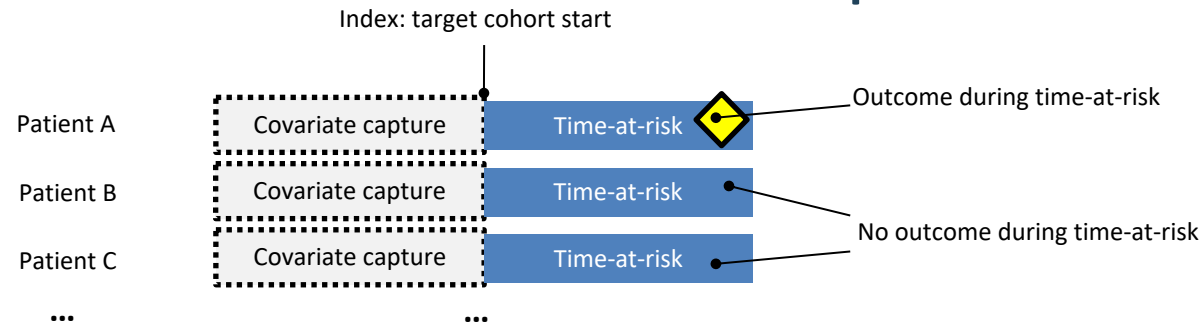 Index: target cohort start
Patient A
Covariate capture
Time-at-risk
Outcome during time-at-risk
Patient B
Covariate capture
Time-at-risk
No outcome during time-at-risk
Patient C
Covariate capture
Time-at-risk
...
...